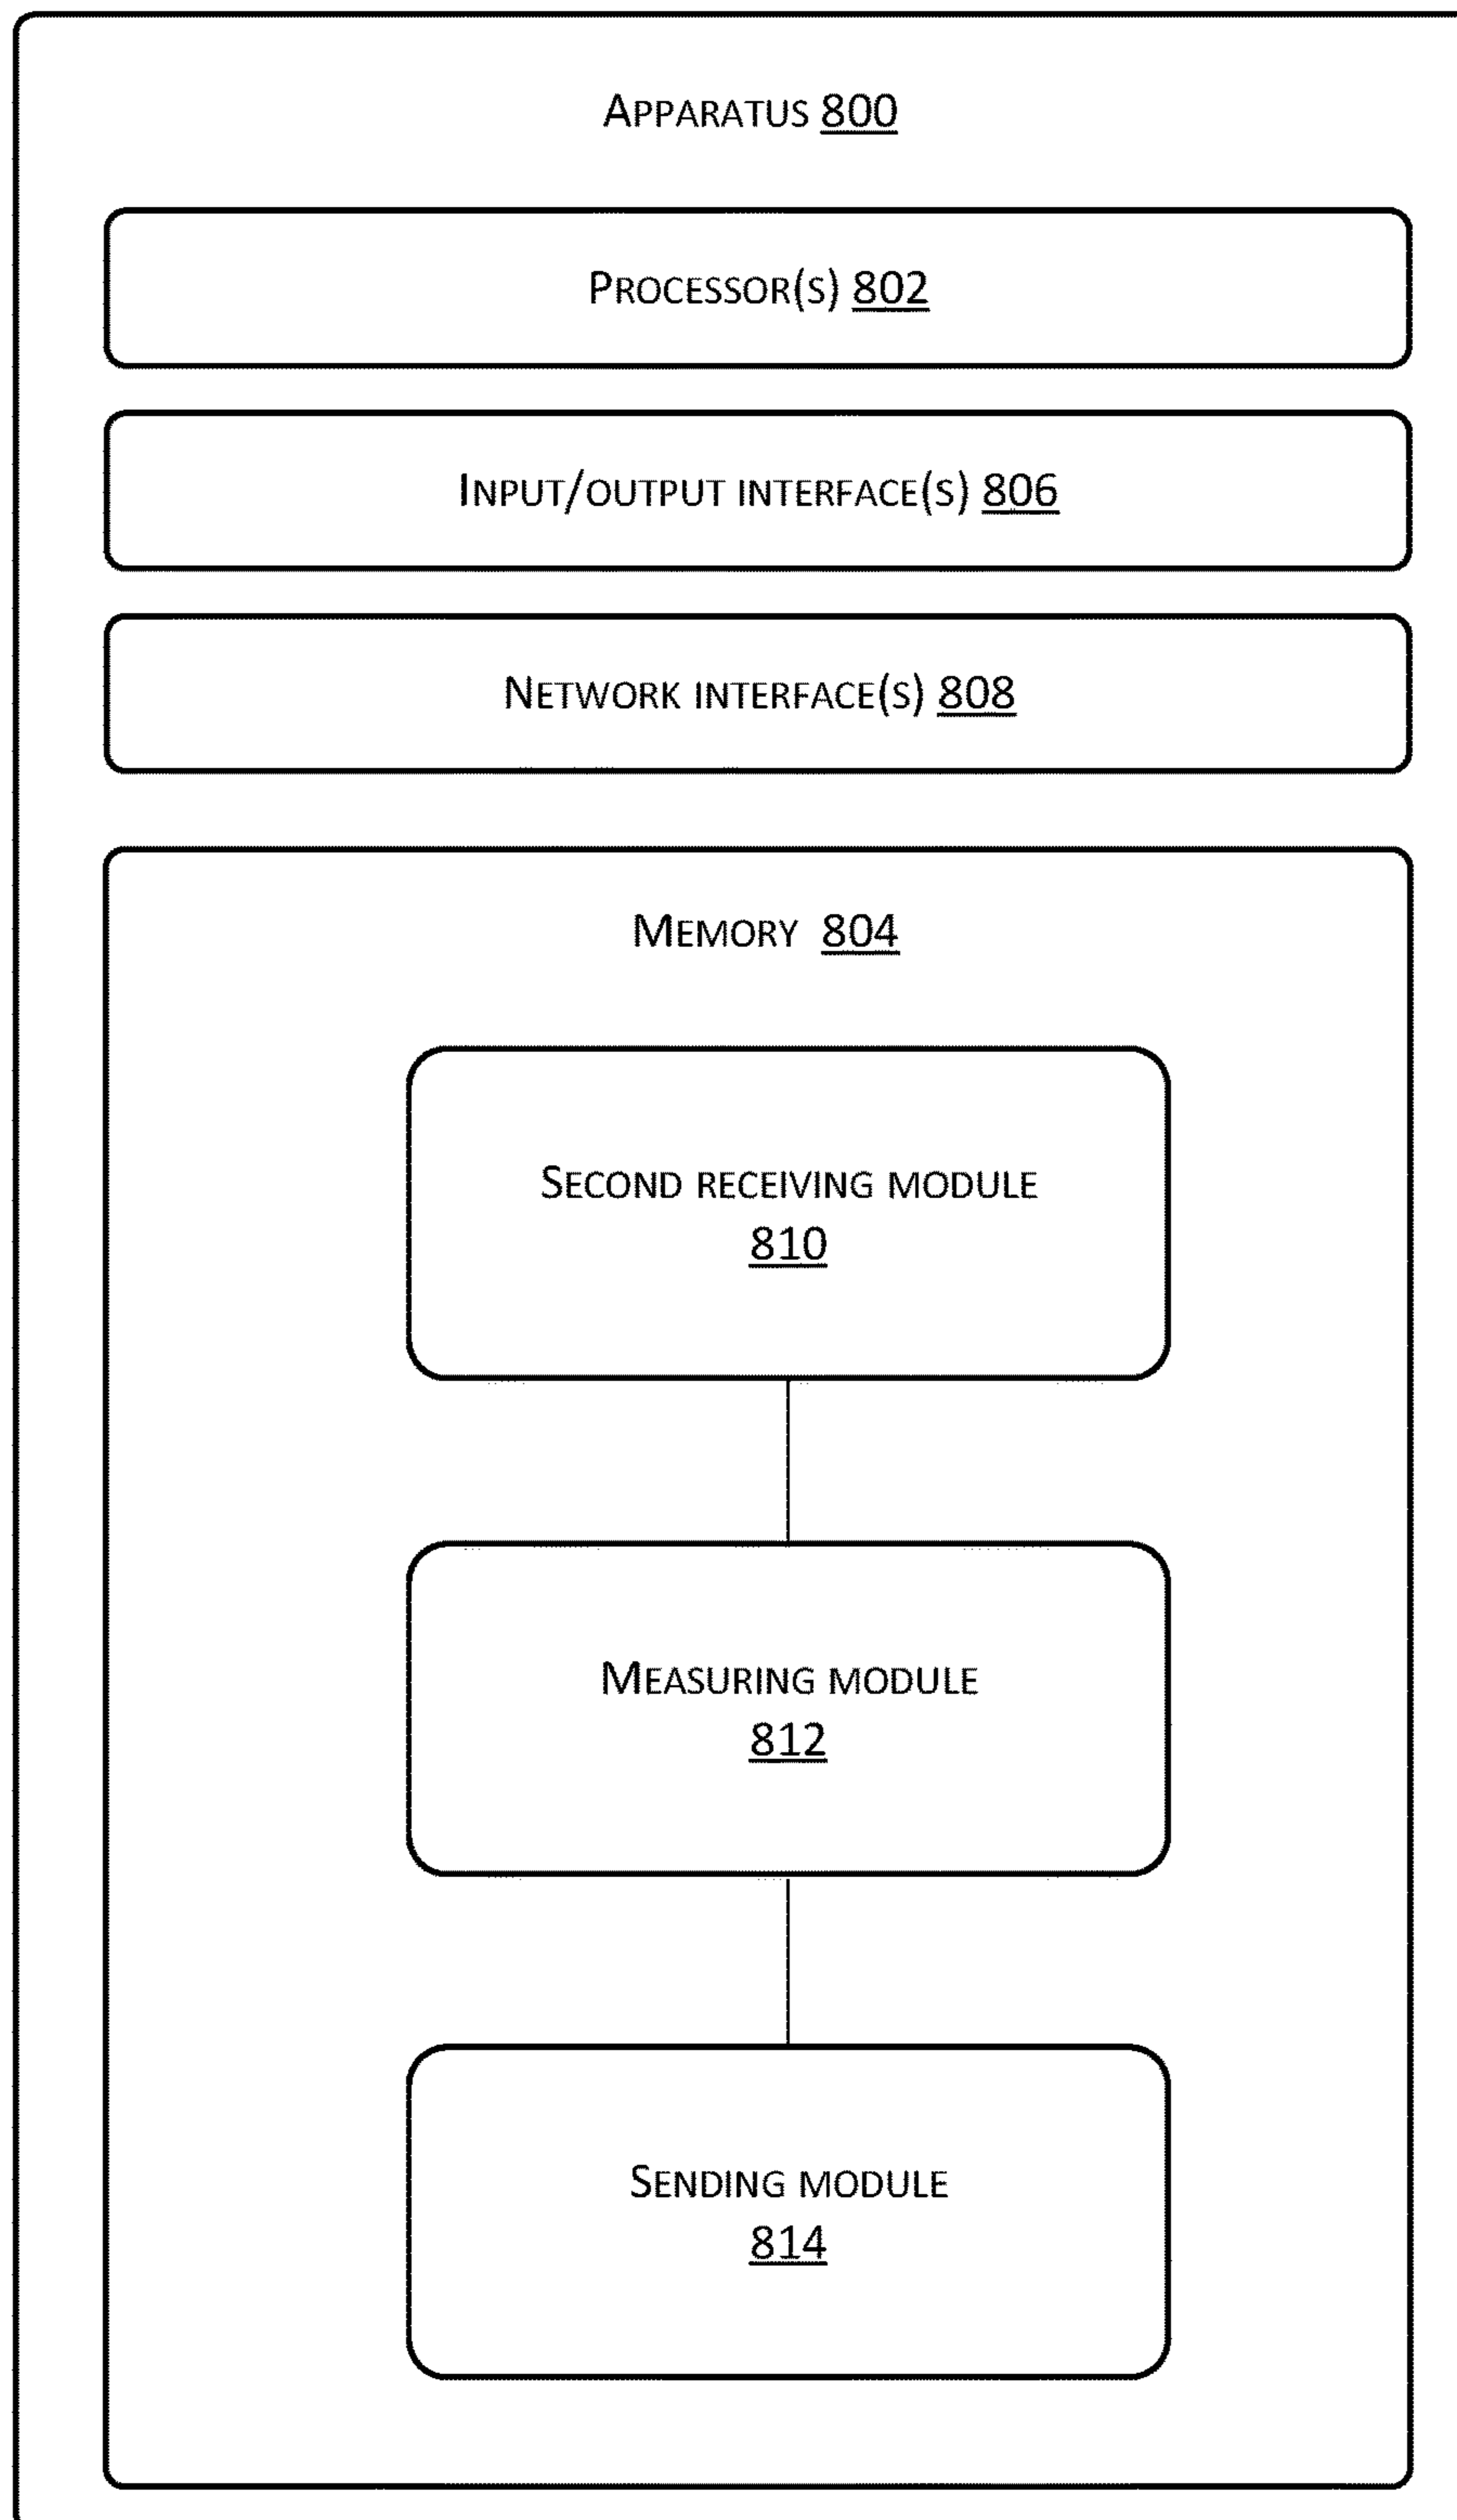 APPARATUS 800
PROCESSOR(S) 802
INPUT/OUTPUT INTERFACE(S) 806
NETWORK INTERFACE(S) 808
MEMORY 804
SECOND RECEIVING MODULE
810
MEASURING MODULE
812
SENDING MODULE
814